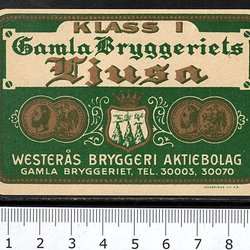 KLASS I
Gamla Bryggeriets
Ljusa
WESTERÅS BRYGGERI AKTIEBOLAG
GAMLA BRYGGERIET, TEL. 30003, 30070
1 2 3 4 5 6 7 8